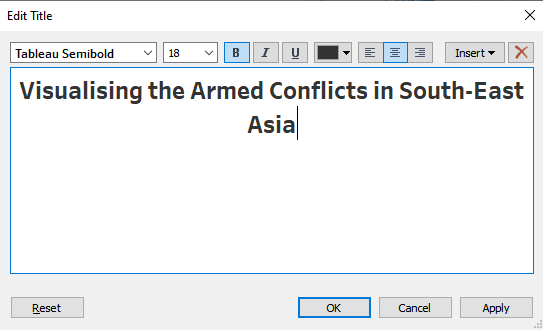 Edit Title
Tableau Semibold 18 B I U Insert
Visualising the Armed Conflicts in South-East
Asia
Reset OK Cancel Apply